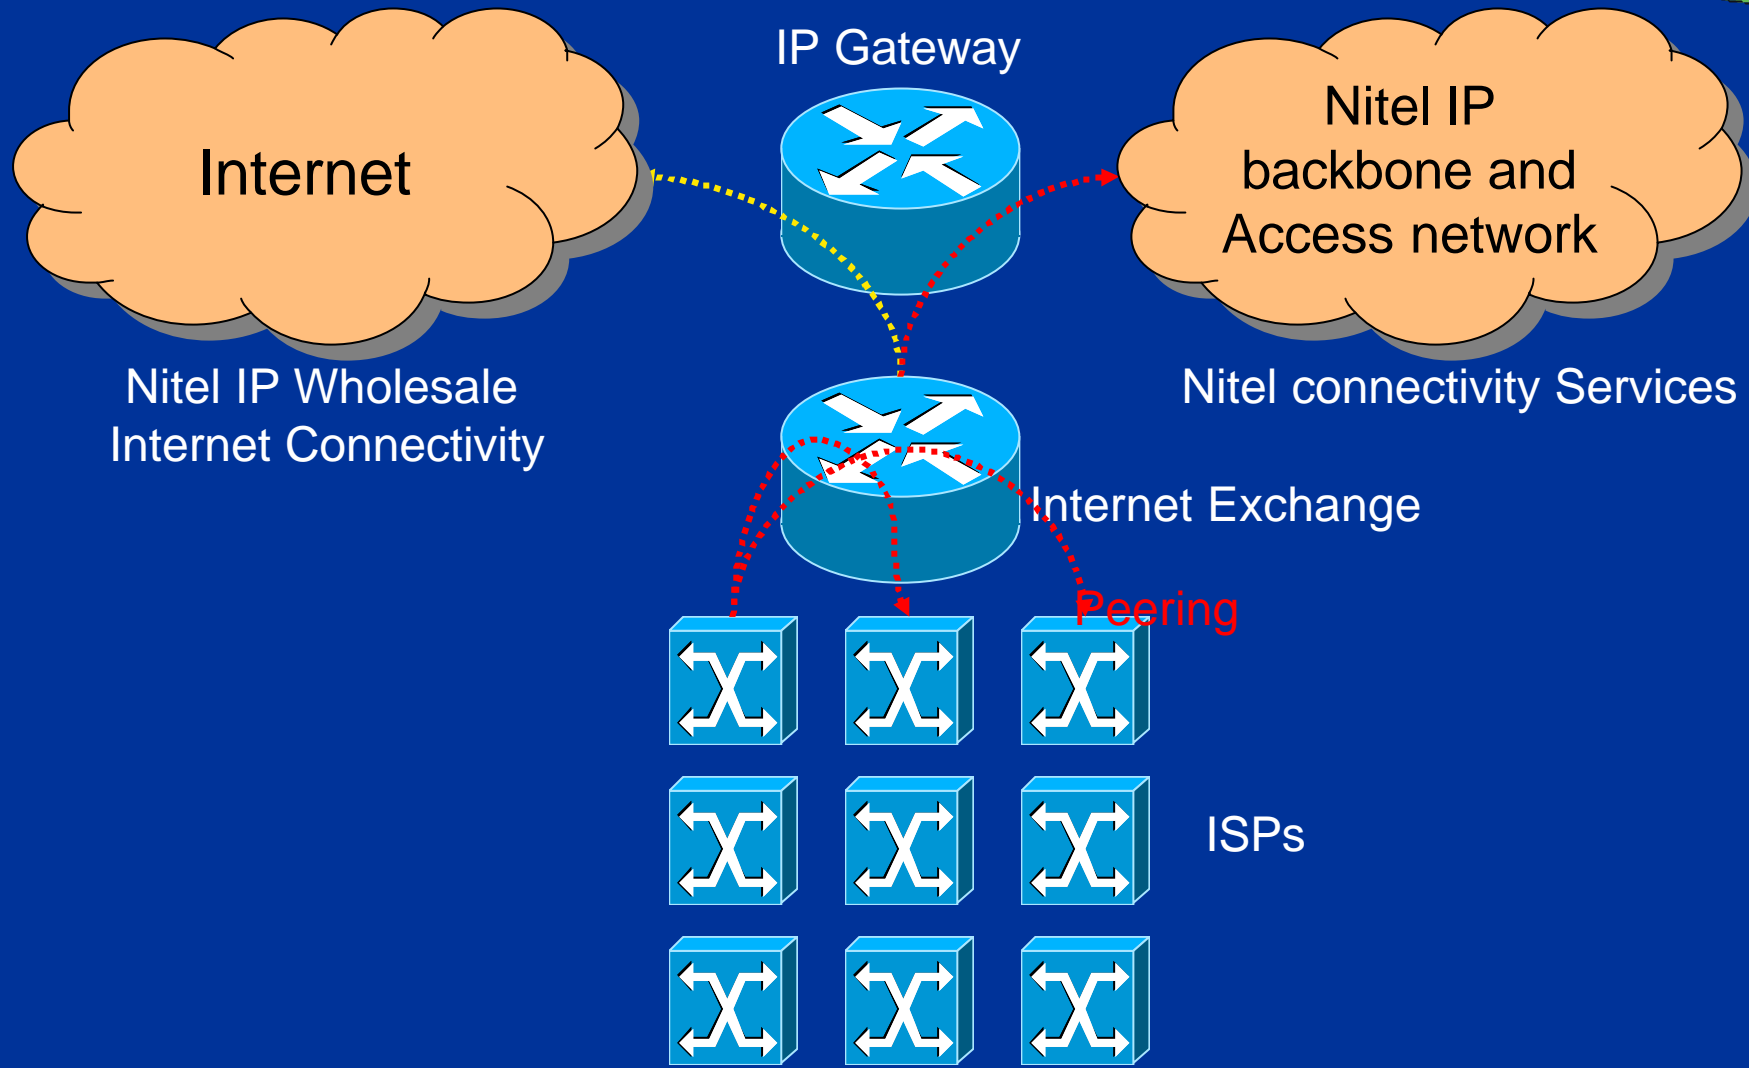 IP Gateway
Internet
Nitel IP
backbone and
Access network
Nitel IP Wholesale
Internet Connectivity
Nitel connectivity Services
Internet Exchange
Peering
ISPs